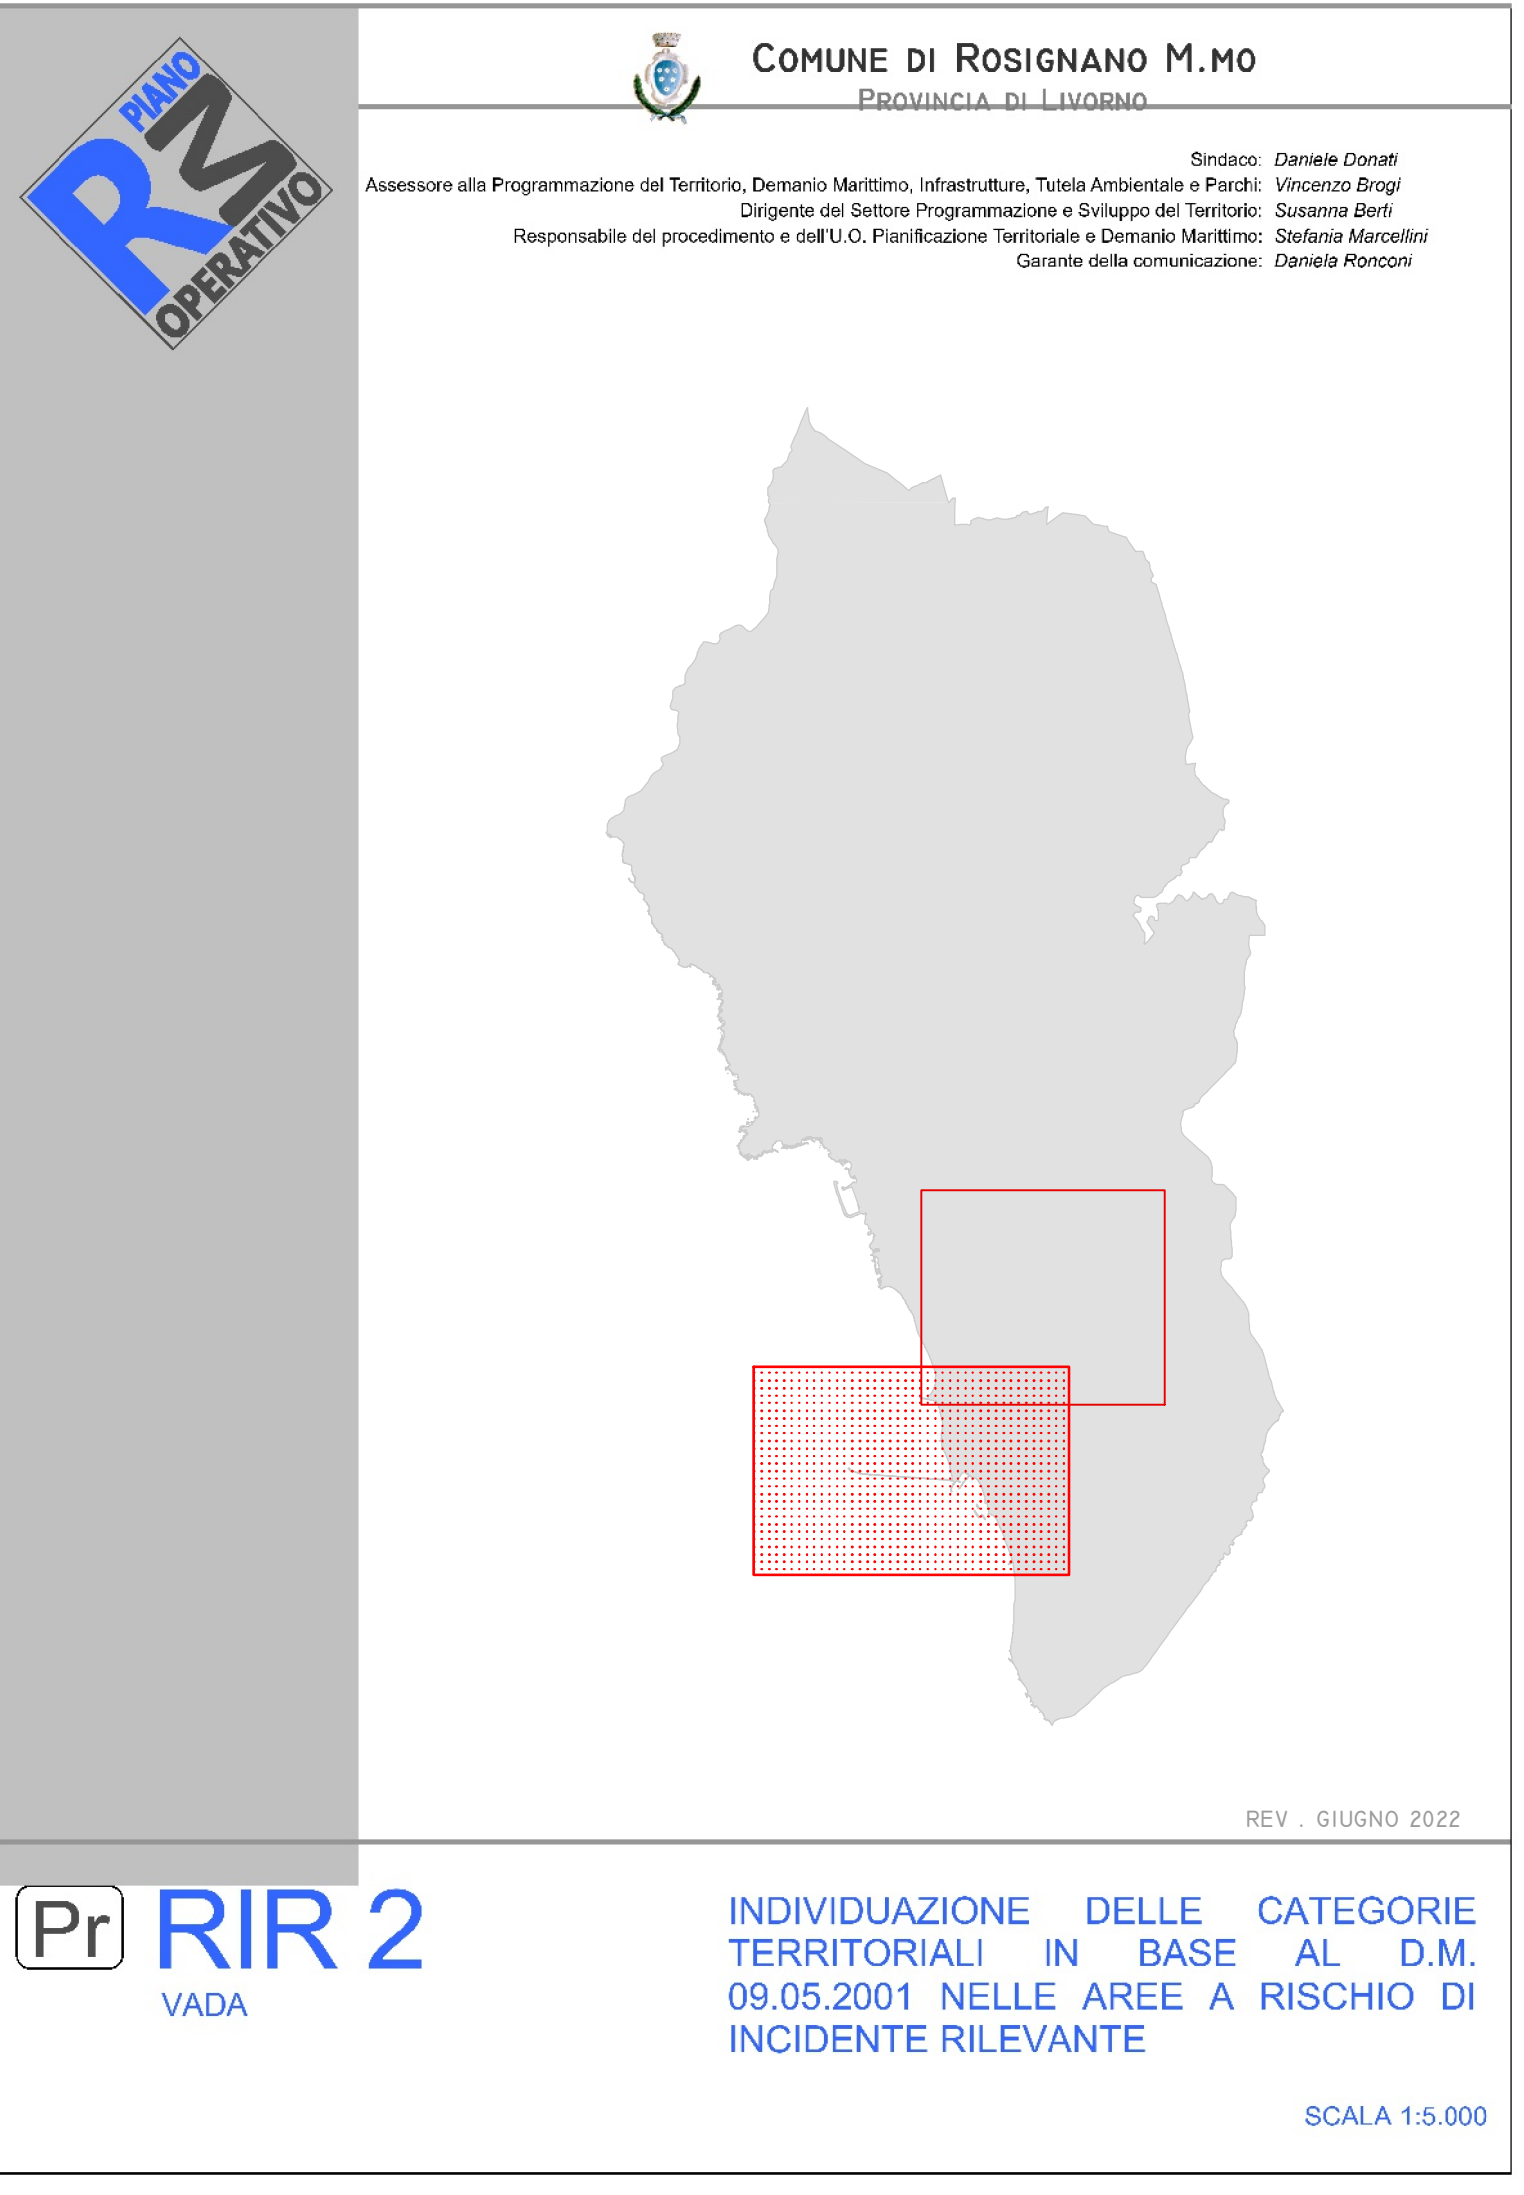 PIANO
RM
OPERATIVO
COMUNE DI ROSIGNANO M.MO
PROVINCIA DI LIVORNO
Sindaco: Daniele Donati
Assessore alla Programmazione del Territorio, Demanio Marittimo, Infrastrutture, Tutela Ambientale e Parchi: Vincenzo Brogi
Dirigente del Settore Programmazione e Sviluppo del Territorio: Susanna Berti
Responsabile del procedimento e dell'U.O. Pianificazione Territoriale e Demanio Marittimo: Stefania Marcellini
Garante della comunicazione: Daniela Ronconi
REV . GIUGNO 2022
Pr RIR 2
VADA
INDIVIDUAZIONE DELLE CATEGORIE
TERRITORIALI IN BASE AL D.M.
09.05.2001 NELLE AREE A RISCHIO DI
INCIDENTE RILEVANTE
SCALA 1:5.000